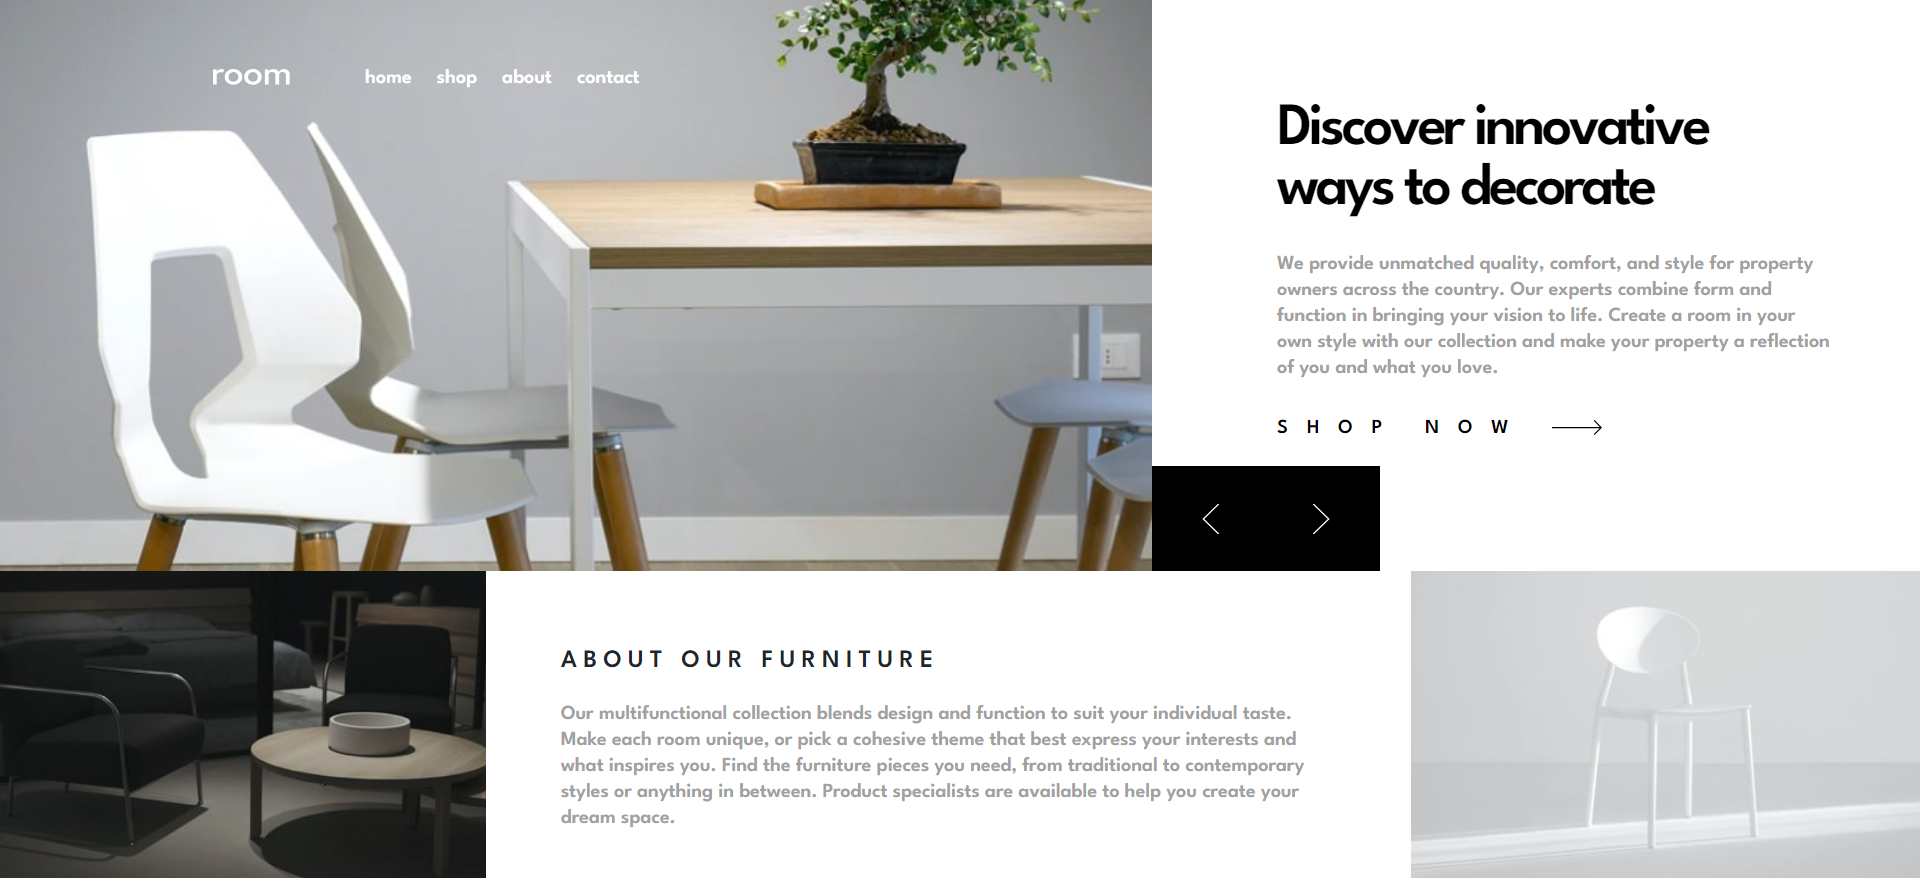 room
home shop about contact
Discover innovative
ways to decorate
We provide unmatched quality, comfort, and style for property
owners across the country. Our experts combine form and
function in bringing your vision to life. Create a room in your
own style with our collection and make your property a reflection
of you and what you love.
SHOP NOW
ABOUT OUR FURNITURE
Our multifunctional collection blends design and function to suit your individual taste.
Make each room unique, or pick a cohesive theme that best express your interests and
what inspires you. Find the furniture pieces you need, from traditional to contemporary
styles or anything in between. Product specialists are available to help you create your
dream space.